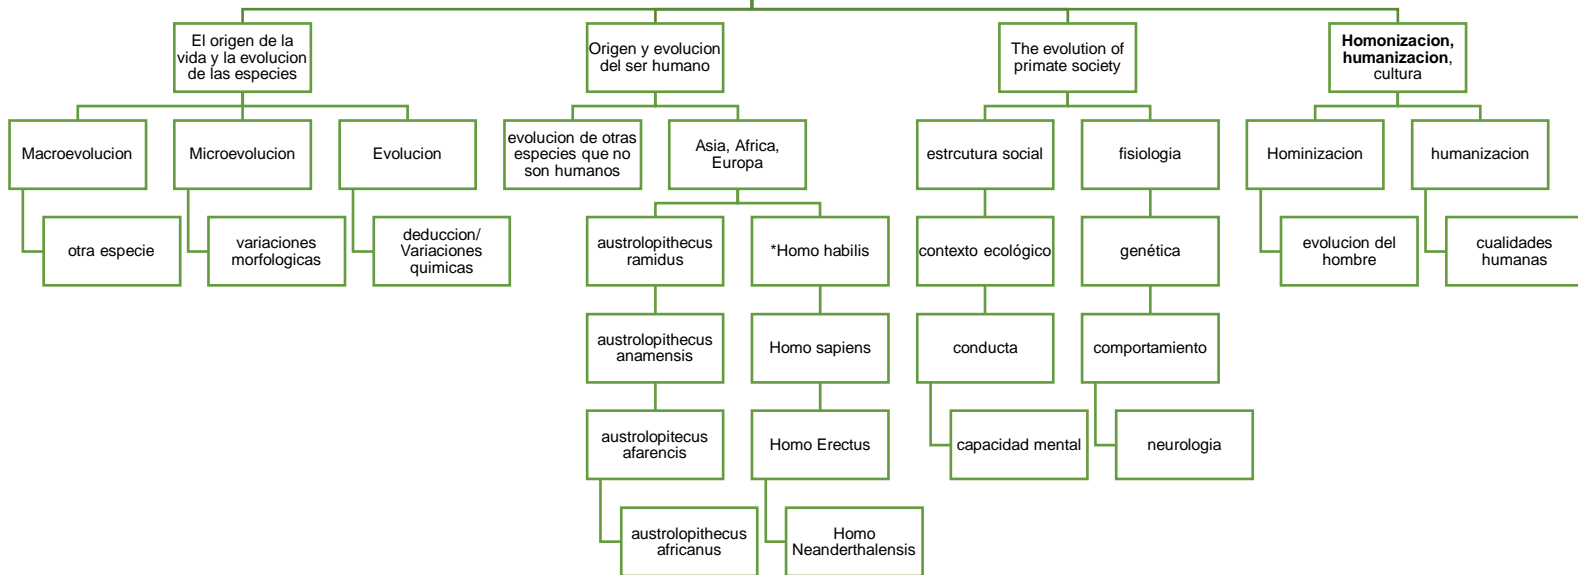 El origen de la
vida y la evolucion
de las especies
Origen y evolucion
del ser humano
The evolution of
primate society
Homonizacion,
humanizacion,
cultura
Macroevolucion
Microevolucion
Evolucion
evolucion de otras
especies que no
son humanos
Asia, Africa,
Europa
estrcutura social
fisiologia
Hominizacion
humanizacion
otra especie
variaciones
morfologicas
deduccion/
Variaciones
quimicas
austrolopithecus
ramidus
*Homo habilis
contexto ecológico
genética
evolucion del
hombre
cualidades
humanas
austrolopithecus
anamensis
Homo sapiens
conducta
comportamiento
austrolopitecus
afarencis
Homo Erectus
capacidad mental
neurologia
austrolopithecus
africanus
Homo
Neanderthalensis